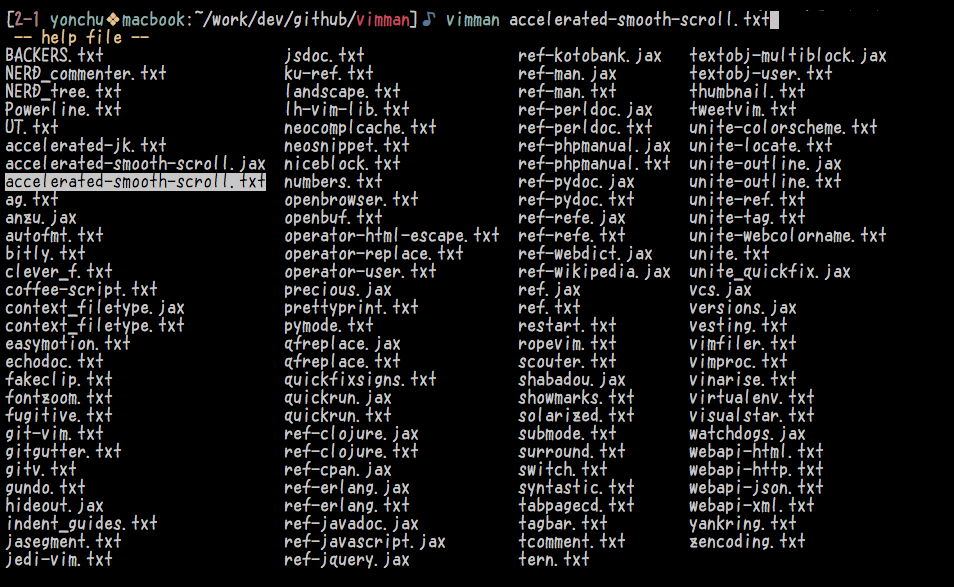 [2-1 yonchu❖macbook:~/work/dev/github/vimman]♪ vimman accelerated-smooth-scroll.txt
-- help file --
BACKERS.txt jsdoc.txt ref-kotobank.jax textobj-multiblock.jax
NERD_commenter.txt ku-ref.txt ref-man.jax textobj-user.txt
NERD_tree.txt landscape.txt ref-man.txt thumbnail.txt
Powerline.txt lh-vim-lib.txt ref-perldoc.jax tweetvim.txt
UT.txt neocomplcache.txt ref-perldoc.txt unite-colorscheme.txt
accelerated-jk.txt neosnippet.txt ref-phpmanual.jax unite-locate.txt
accelerated-smooth-scroll.jax niceblock.txt ref-phpmanual.txt unite-outline.jax
accelerated-smooth-scroll.txt numbers.txt ref-pydoc.jax unite-outline.txt
ag.txt openbrowser.txt ref-pydoc.txt unite-ref.txt
anzu.jax openbuf.txt ref-refe.jax unite-tag.txt
autofmt.txt operator-html-escape.txt ref-refe.txt unite-webcolorname.txt
bitly.txt operator-replace.txt ref-webdict.jax unite.txt
clever_f.txt operator-user.txt ref-wikipedia.jax unite_quickfix.jax
coffee-script.txt precious.jax ref.jax vcs.jax
context_filetype.jax prettyprint.txt ref.txt versions.jax
context_filetype.txt pymode.txt restart.txt vesting.txt
easymotion.txt qfreplace.jax ropevim.txt vimfiler.txt
echodoc.txt qfreplace.txt scouter.txt vimproc.txt
fakeclip.txt quickfixsigns.txt shabadou.jax vinarise.txt
fontzoom.txt quickrun.jax showmarks.txt virtualenv.txt
fugitive.txt quickrun.txt solarized.txt visualstar.txt
git-vim.txt ref-clojure.jax submode.txt watchdogs.jax
gitgutter.txt ref-clojure.txt surround.txt webapi-html.txt
gitv.txt ref-cpan.jax switch.txt webapi-http.txt
gundo.txt ref-erlang.jax syntastic.txt webapi-json.txt
hideout.jax ref-erlang.txt tabpagecd.txt webapi-xml.txt
indent_guides.txt ref-javadoc.jax tagbar.txt yankring.txt
jasegment.txt ref-javascript.jax tcomment.txt zencoding.txt
jedi-vim.txt ref-jquery.jax tern.txt